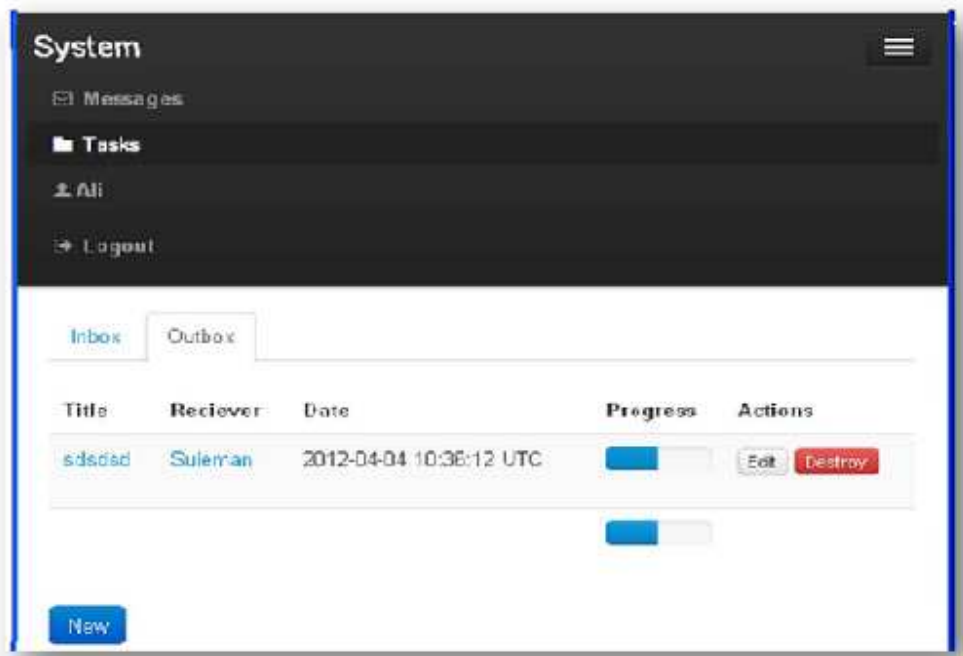 System
Messages
Tasks
Ali
Logout
Inbox Outbox
Title Reciever Date Progress Actions
sdsdsd Suleman 2012-04-04 10:36:12 UTC Edit Destroy
New